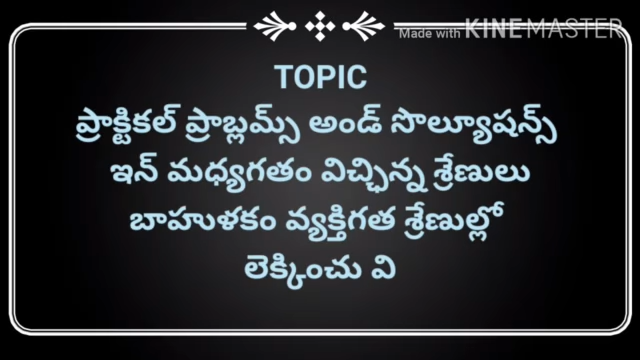 Made with KINEMASTER
TOPIC
ప్రాక్టికల్ ప్రాబ్లమ్స్ అండ్ సొల్యూషన్స్
ఇన్ మధ్యగతం విచ్ఛిన్న శ్రేణులు
బాహుళకం వ్యక్తిగత శ్రేణుల్లో
లెక్కించు వి